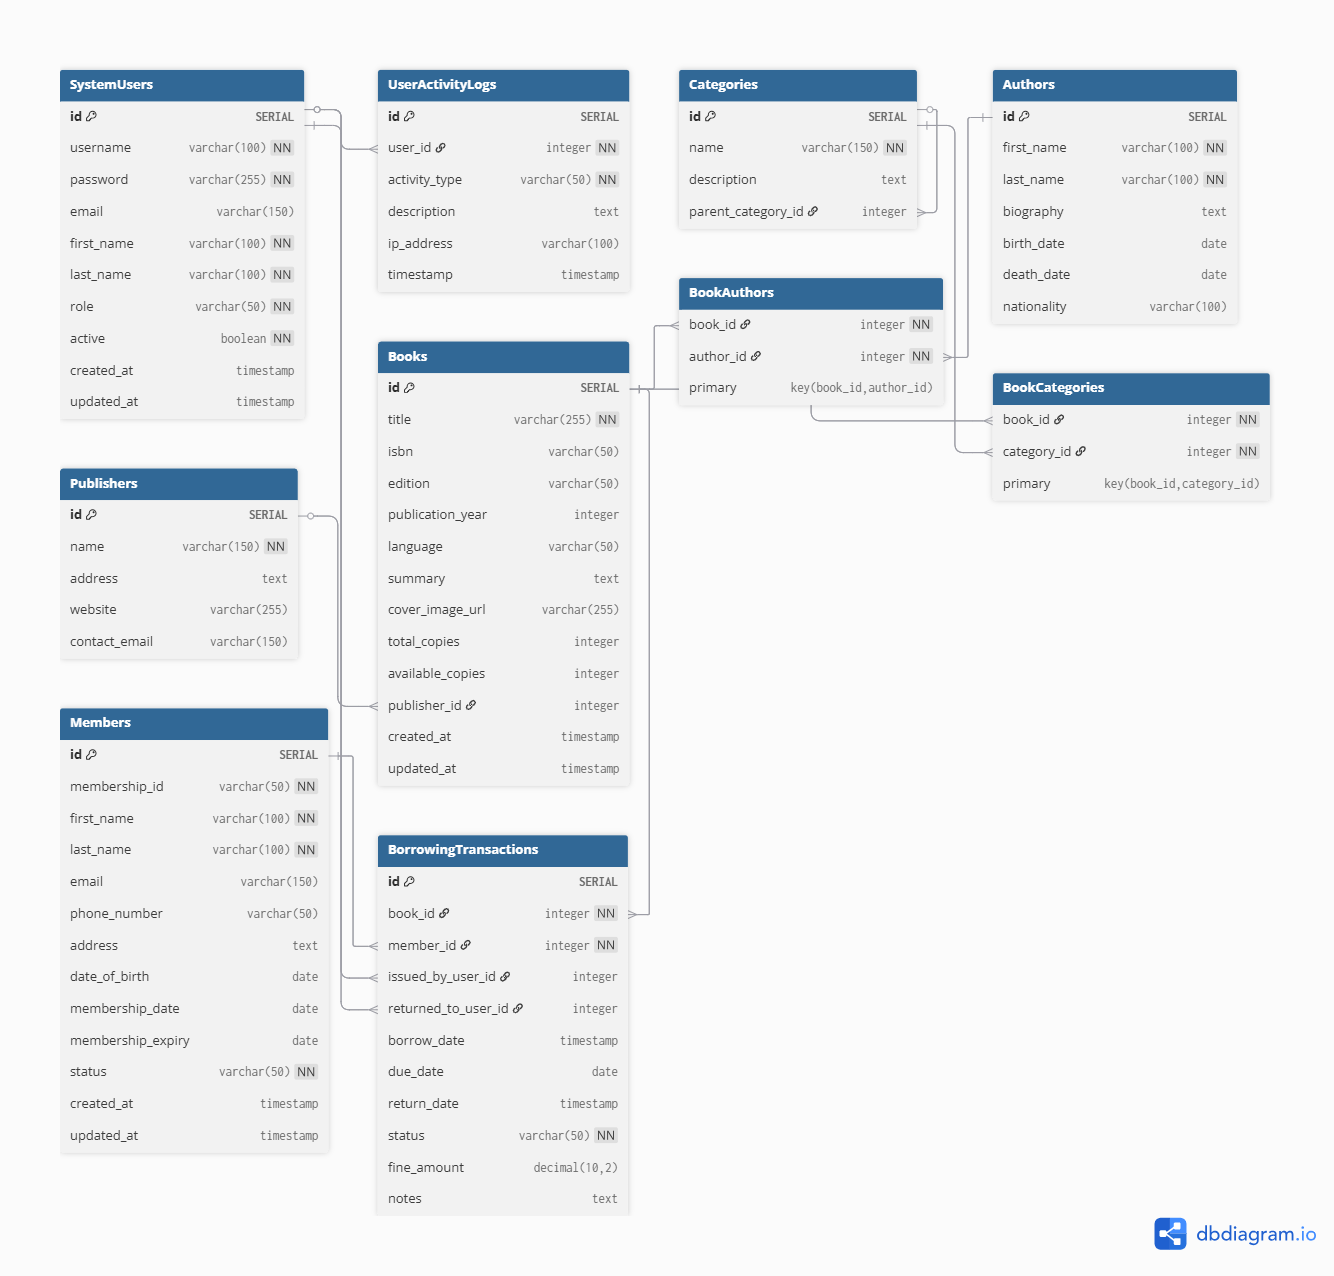 SystemUsers
id SERIAL
username varchar(100) NN
password varchar(255) NN
email varchar(150)
first_name varchar(100) NN
last_name varchar(100) NN
role varchar(50) NN
active boolean NN
created_at timestamp
updated_at timestamp
UserActivityLogs
id SERIAL
user_id integer NN
activity_type varchar(50) NN
description text
ip_address varchar(100)
timestamp timestamp
Categories
id SERIAL
name varchar(150) NN
description text
parent_category_id integer
Authors
id SERIAL
first_name varchar(100) NN
last_name varchar(100) NN
biography text
birth_date date
death_date date
nationality varchar(100)
BookAuthors
book_id integer NN
author_id integer NN
primary key(book_id,author_id)
Books
id SERIAL
title varchar(255) NN
isbn varchar(50)
edition varchar(50)
publication_year integer
language varchar(50)
summary text
cover_image_url varchar(255)
total_copies integer
available_copies integer
publisher_id integer
created_at timestamp
updated_at timestamp
BookCategories
book_id integer NN
category_id integer NN
primary key(book_id,category_id)
Publishers
id SERIAL
name varchar(150) NN
address text
website varchar(255)
contact_email varchar(150)
Members
id SERIAL
membership_id varchar(50) NN
first_name varchar(100) NN
last_name varchar(100) NN
email varchar(150)
phone_number varchar(50)
address text
date_of_birth date
membership_date date
membership_expiry date
status varchar(50) NN
created_at timestamp
updated_at timestamp
BorrowingTransactions
id SERIAL
book_id integer NN
member_id integer NN
issued_by_user_id integer
returned_to_user_id integer
borrow_date timestamp
due_date date
return_date timestamp
status varchar(50) NN
fine_amount decimal(10,2)
notes text
dbdiagram.io